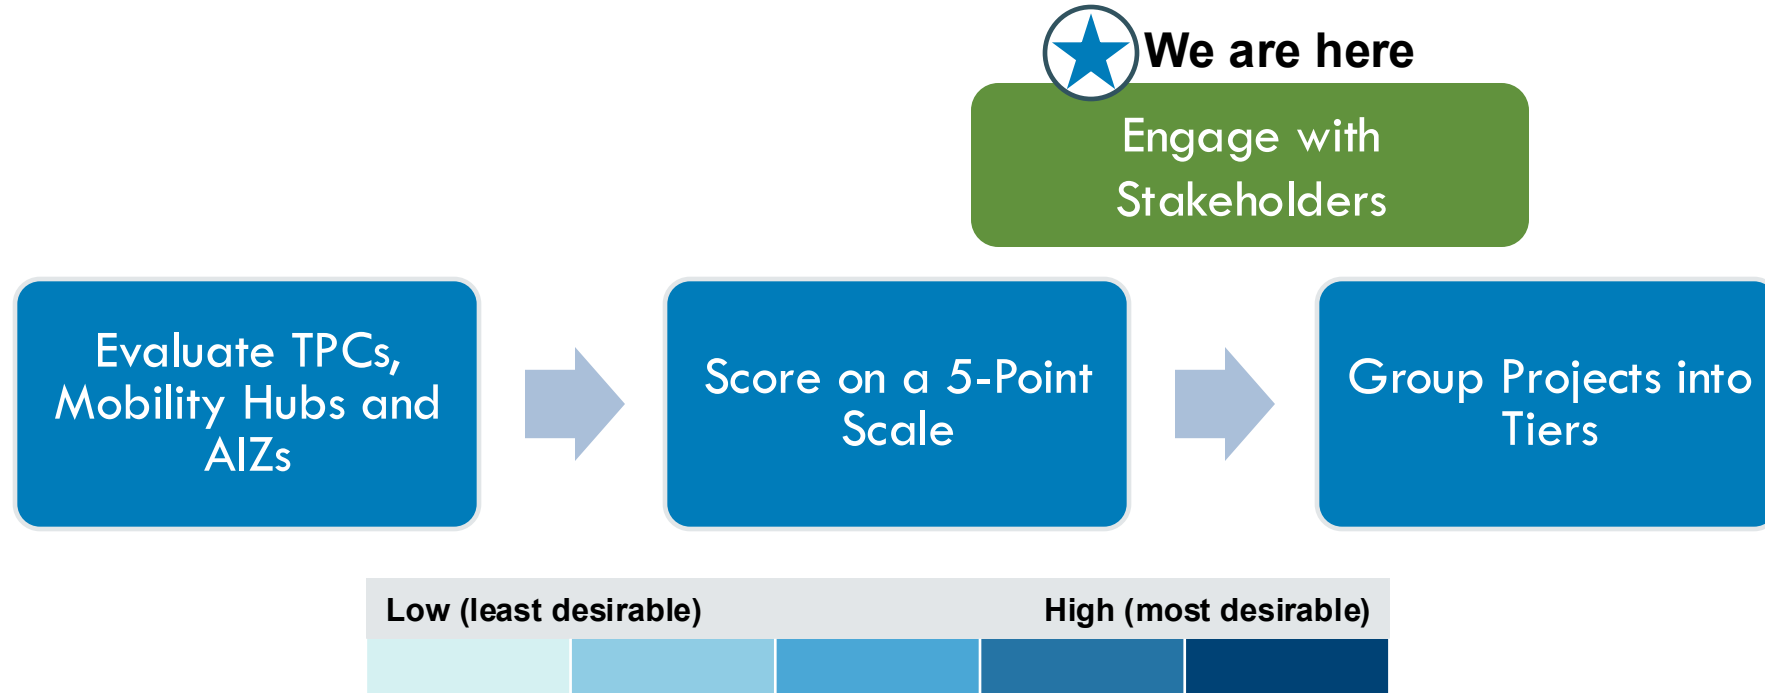 We are here
Engage with
Stakeholders
Evaluate TPCs,
Mobility Hubs and
AIZs
Score on a 5-Point
Scale
Group Projects into
Tiers
Low (least desirable)
High (most desirable)